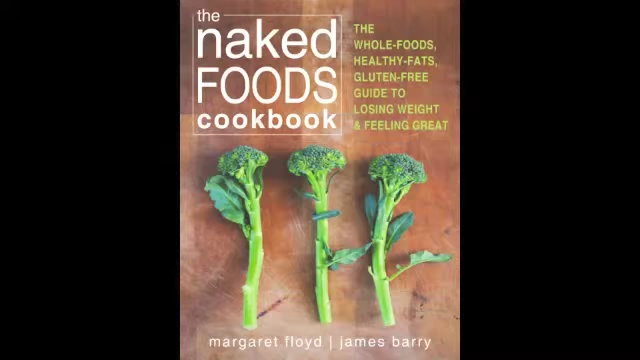 the
naked
FOODS
cookbook
THE
WHOLE-FOODS,
HEALTHY-FATS,
GLUTEN-FREE
GUIDE TO
LOSING WEIGHT
& FEELING GREAT
margaret floyd | james barry